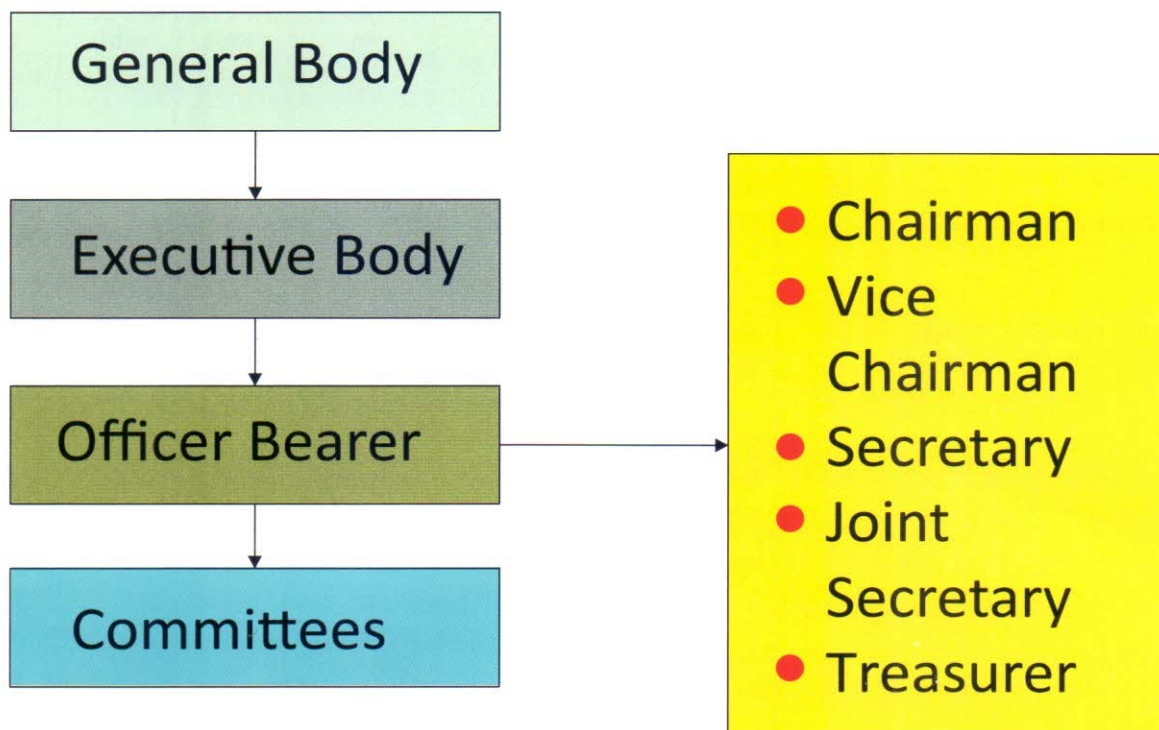 General Body
Executive Body
Officer Bearer
Committees
Chairman
Vice
Chairman
Secretary
Joint
Secretary
Treasurer